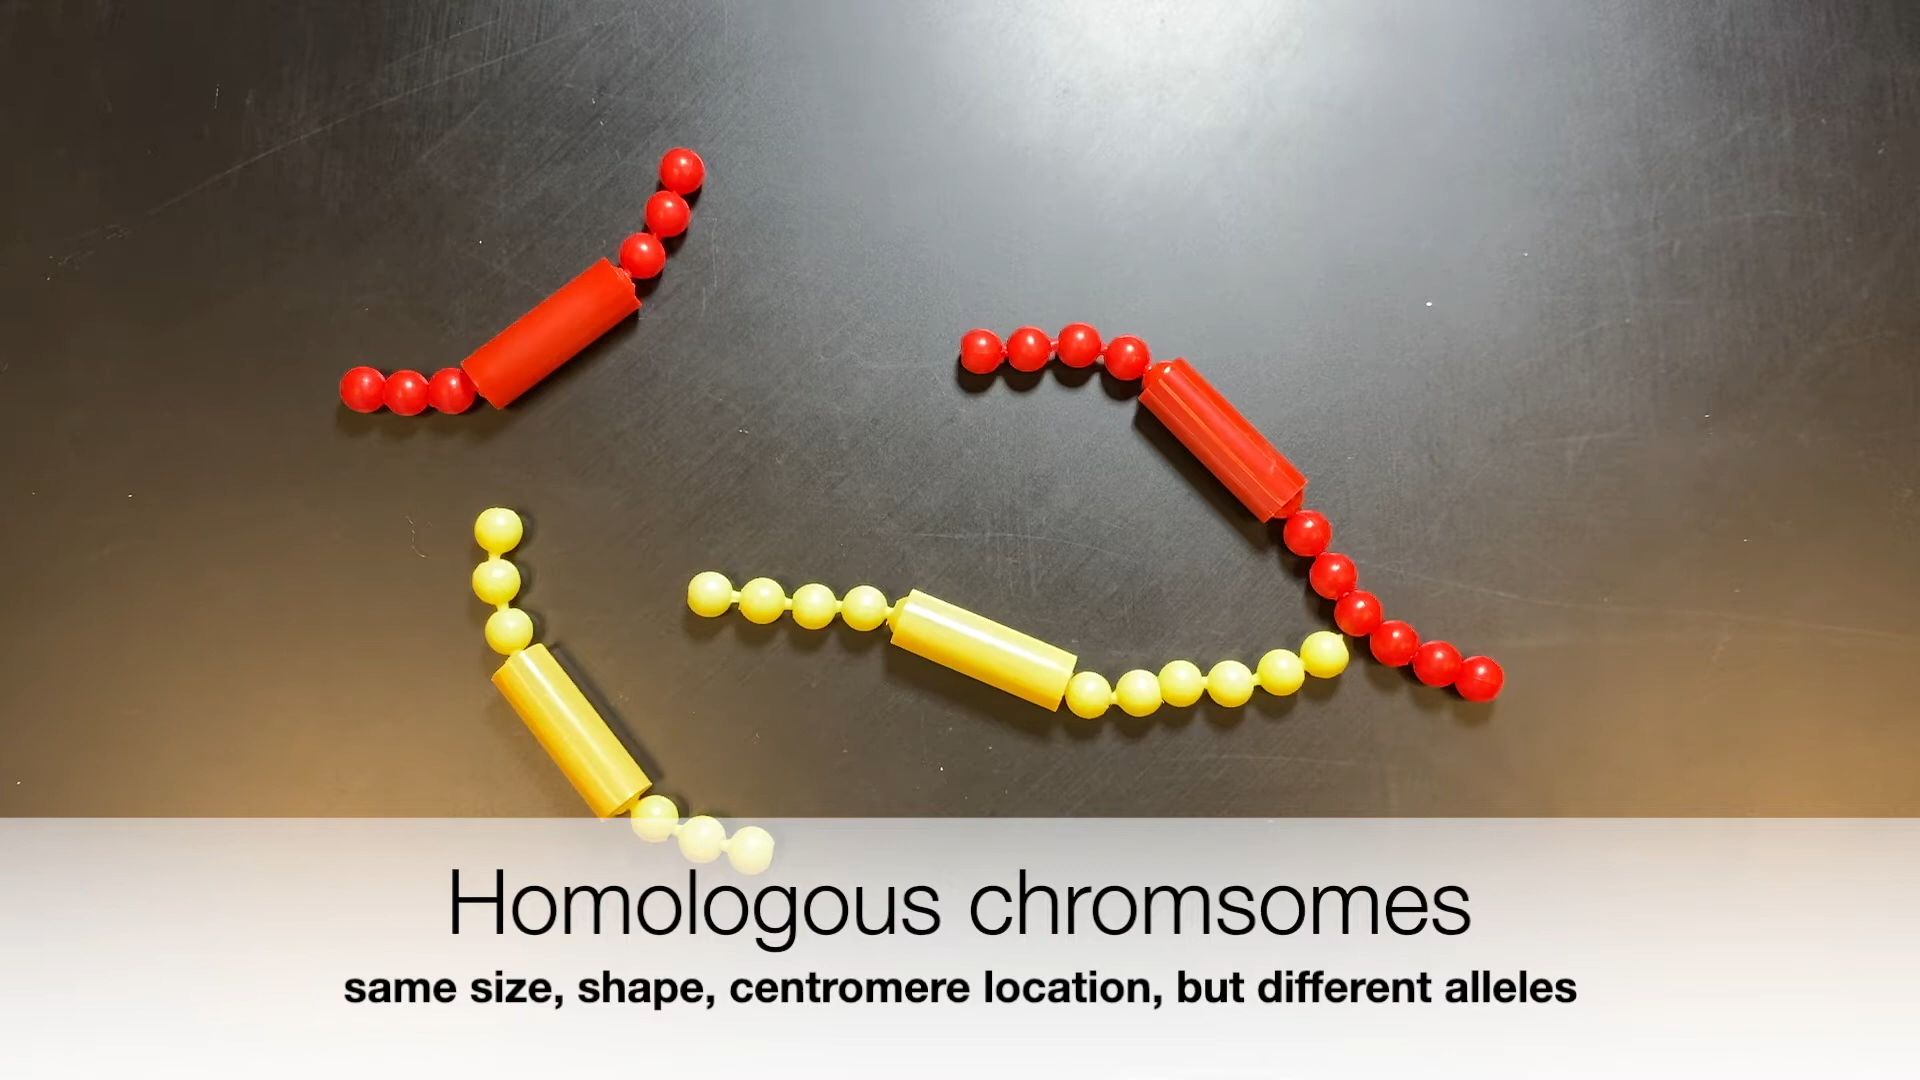 Homologous chromsomes
same size, shape, centromere location, but different alleles